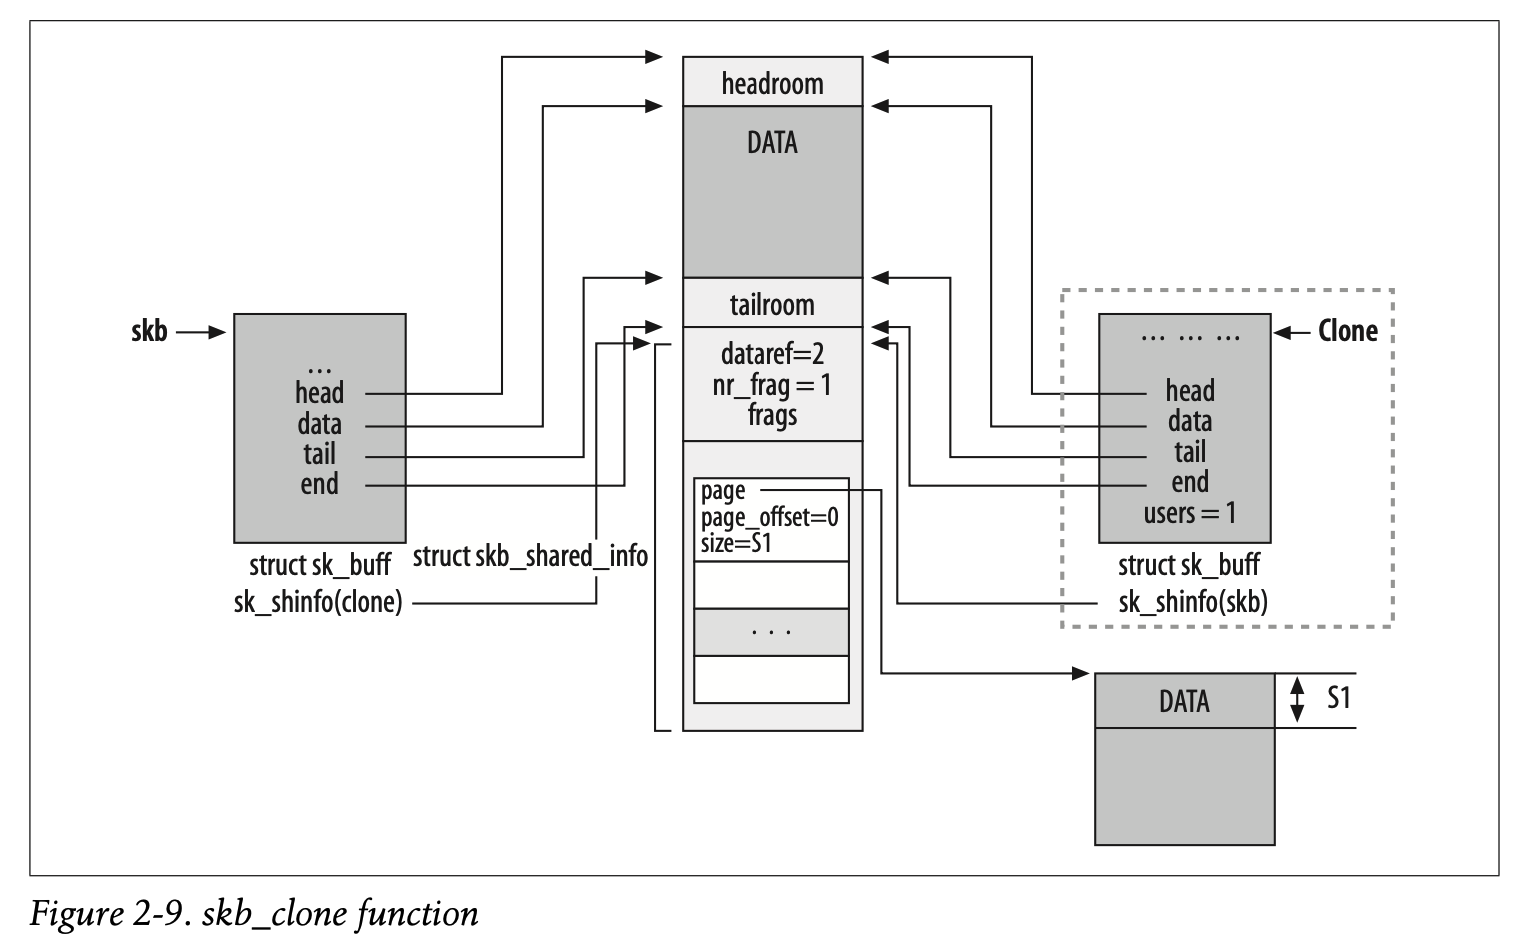 headroom
DATA
tailroom
dataref=2
nr_frag = 1
frags
page
page_offset=0
size=S1
. . .
skb
...
head
data
tail
end
struct sk_buff
sk_shinfo(clone)
struct skb_shared_info
... ... ...
Clone
head
data
tail
end
users = 1
struct sk_buff
sk_shinfo(skb)
DATA
S1
Figure 2-9. skb_clone function